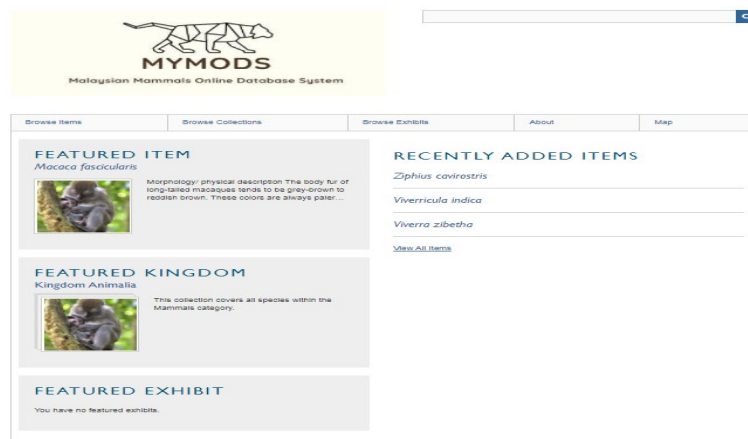 MYMODS
Malaysian Mammals Online Database System
Browse Items
Browse Collections
Browse Exhibits
About
Map
FEATURED ITEM
Macaca fascicularis
Morphology/ physical description The body fur of
long-tailed macaques tends to be grey-brown to
reddish brown. These colors are always paler...
FEATURED KINGDOM
Kingdom Animalia
This collection covers all species within the
Mammals category.
FEATURED EXHIBIT
You have no featured exhibits.
RECENTLY ADDED ITEMS
Ziphius cavirostris
Viverricula indica
Viverra zibetha
View All Items